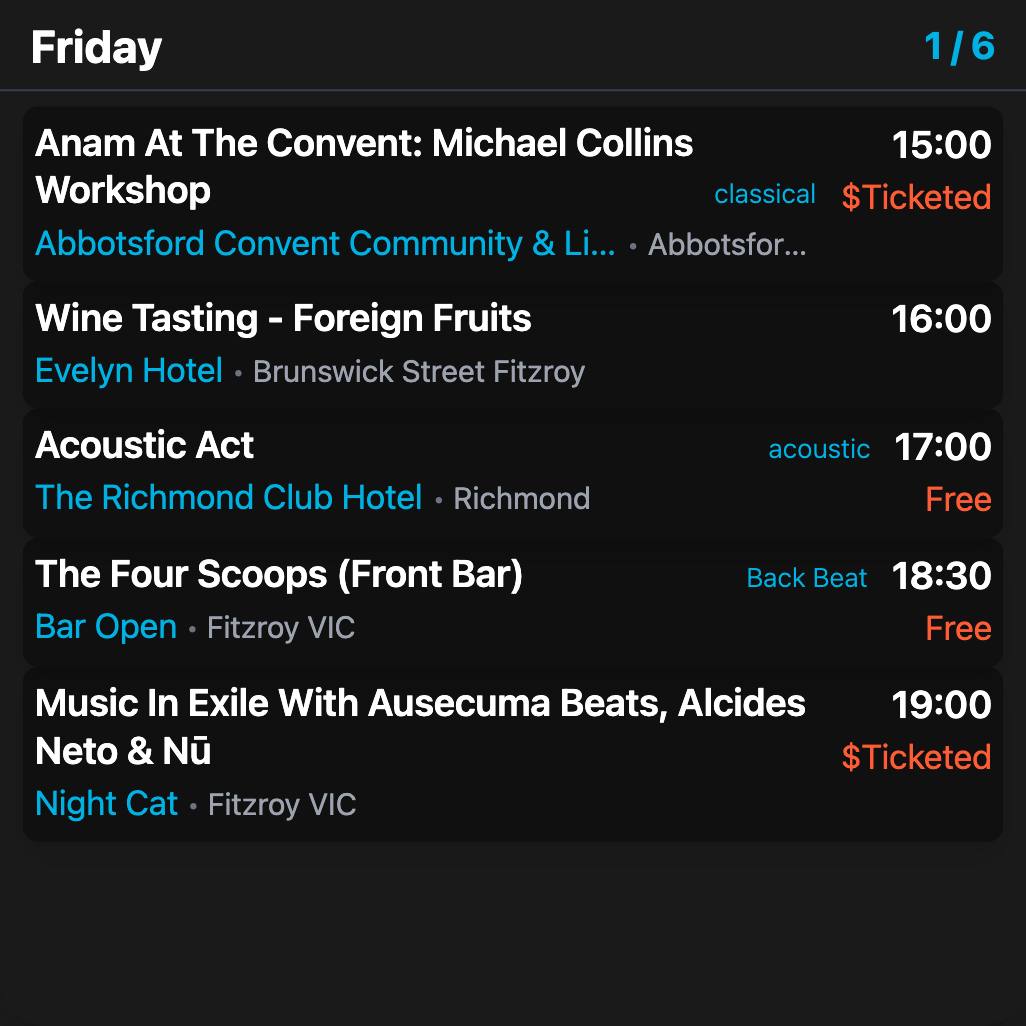 Friday 1 / 6
Anam At The Convent: Michael Collins 15:00
Workshop classical $Ticketed
Abbotsford Convent Community & Li... • Abbotsfor...
Wine Tasting - Foreign Fruits 16:00
Evelyn Hotel • Brunswick Street Fitzroy
Acoustic Act acoustic 17:00
The Richmond Club Hotel • Richmond Free
The Four Scoops (Front Bar) Back Beat 18:30
Bar Open • Fitzroy VIC Free
Music In Exile With Ausecuma Beats, Alcides 19:00
Neto & Nū $Ticketed
Night Cat • Fitzroy VIC